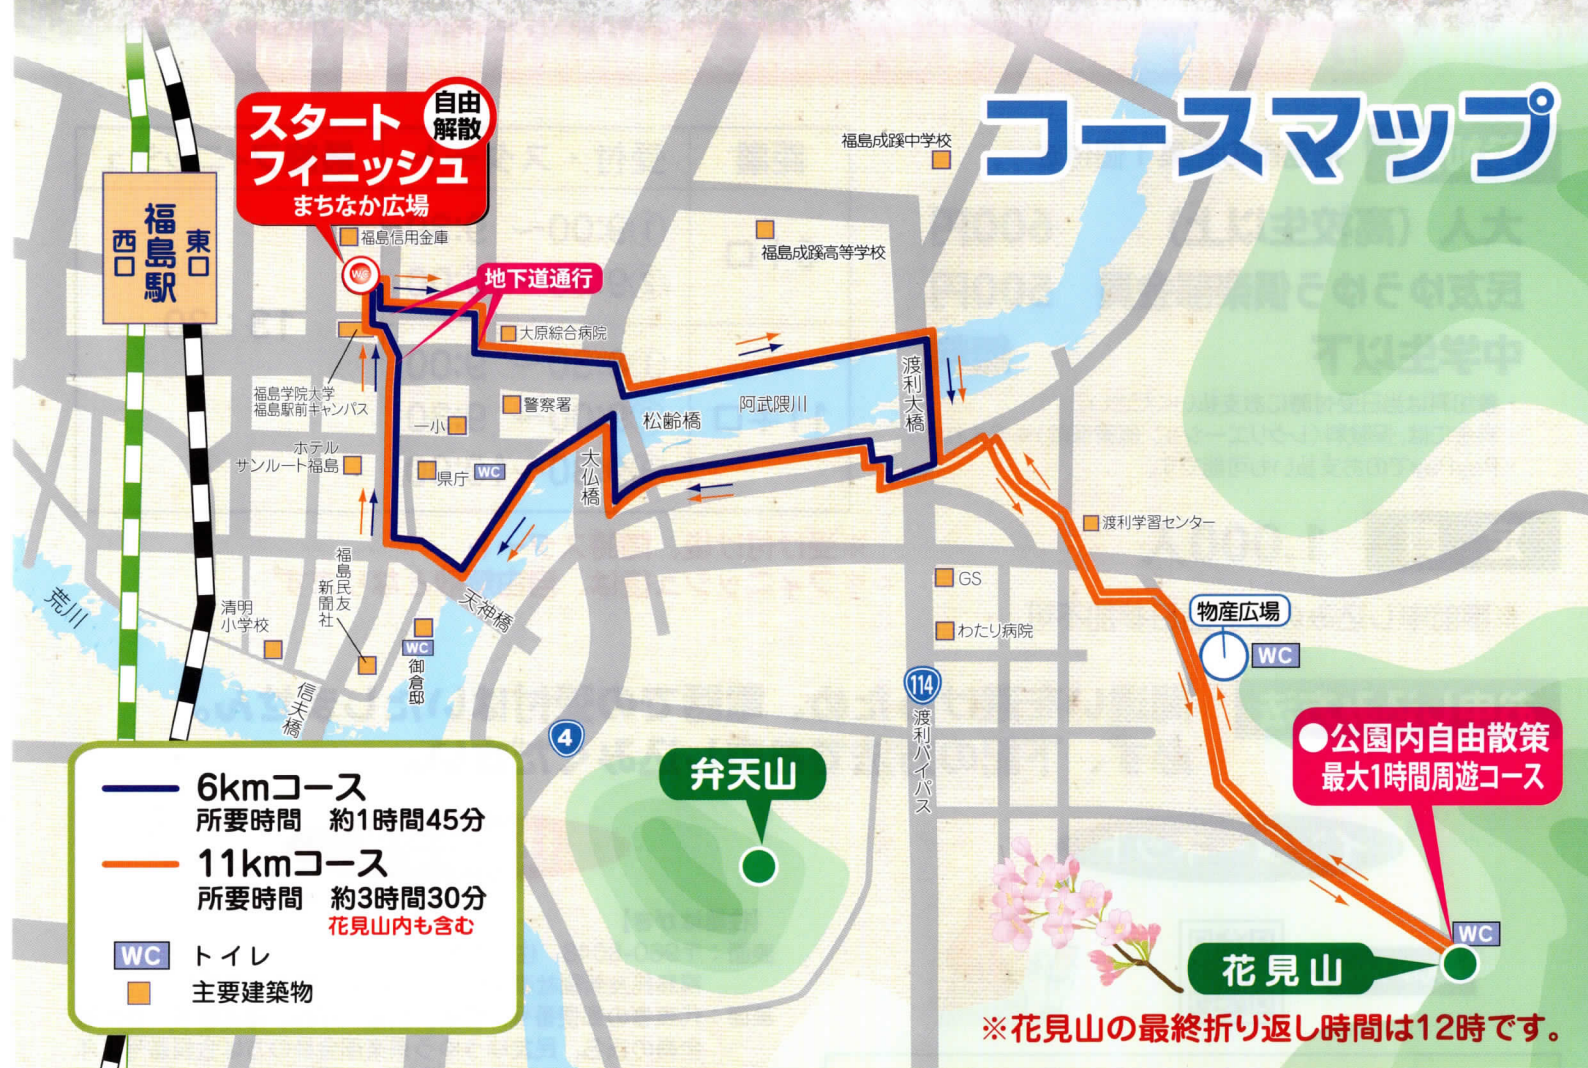 コースマップ
スタート
フィニッシュ
まちなか広場
自由
解散
福島駅
東口
西口
福島信用金庫
WC
地下道通行
大原綜合病院
福島成蹊中学校
福島成蹊高等学校
福島学院大学
福島駅前キャンパス
警察署
一小
ホテル
サンルート福島
県庁
WC
松齢橋
阿武隈川
渡利大橋
大仏橋
渡利学習センター
荒川
清明
小学校
福島民友
新聞社
天神橋
WC
御倉邸
信夫橋
GS
わたり病院
物産広場
WC
114
渡利バイパス
4
弁天山
●公園内自由散策
最大1時間周遊コース
WC
花見山
※花見山の最終折り返し時間は12時です。
6kmコース
所要時間 約1時間45分
11kmコース
所要時間 約3時間30分
花見山内も含む
WC トイレ
主要建築物